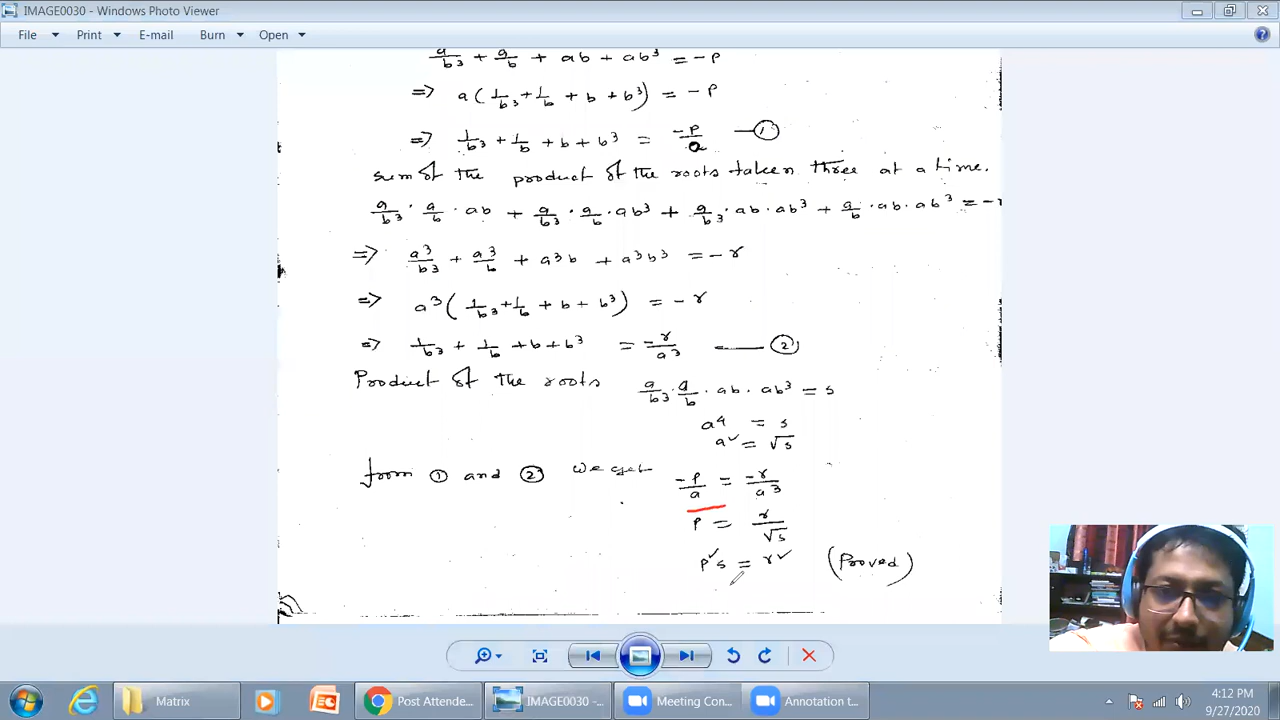 IMAGE0030 - Windows Photo Viewer
File Print E-mail Burn Open
a/b3 + a/b + ab + ab³ = -P
=> a(1/b3 + 1/b + b + b³) = -P
=> 1/b3 + 1/b + b + b³ = -P/a —①
sum of the product of the roots taken three at a time.
a/b3 · a/b · ab + a/b3 · a/b · ab³ + a/b3 · ab · ab³ + a/b · ab · ab³ = -r
=> a³/b3 + a³/b + a³b + a³b³ = -r
=> a³(1/b3 + 1/b + b + b³) = -r
=> 1/b3 + 1/b + b + b³ = -r/a³ —②
Product of the roots a/b3 · a/b · ab · ab³ = s
a⁴ = s
a² = √s
from ① and ② we get -P/a = -r/a³
P = r/√s
P²s = r² (Proved)
Matrix Post Attende... IMAGE0030 -... Meeting Con... Annotation t... 4:12 PM
9/27/2020